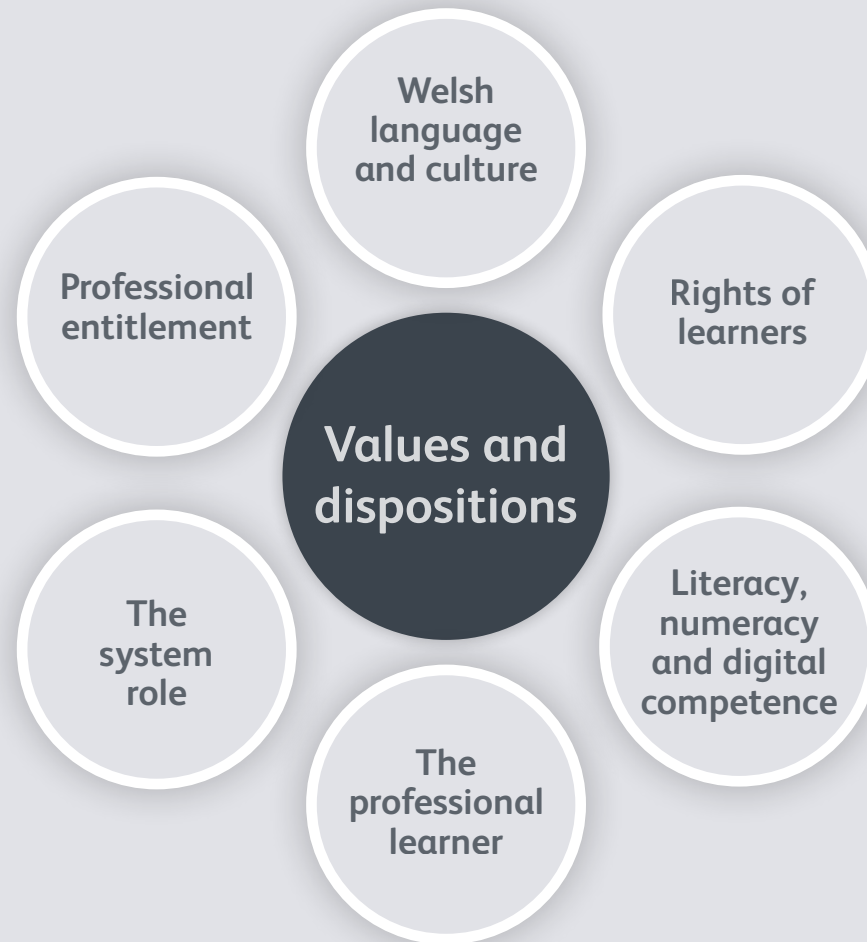 Welsh
language
and culture
Professional
entitlement
Rights of
learners
Values and
dispositions
The
system
role
Literacy,
numeracy
and digital
competence
The
professional
learner